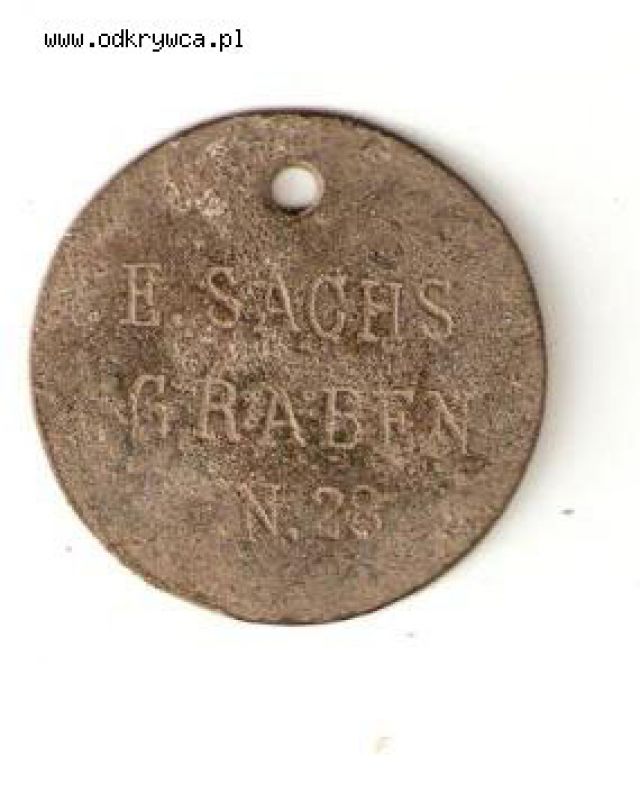 www.odkrywca.pl
E. SACHS
GRABEN
N. 28